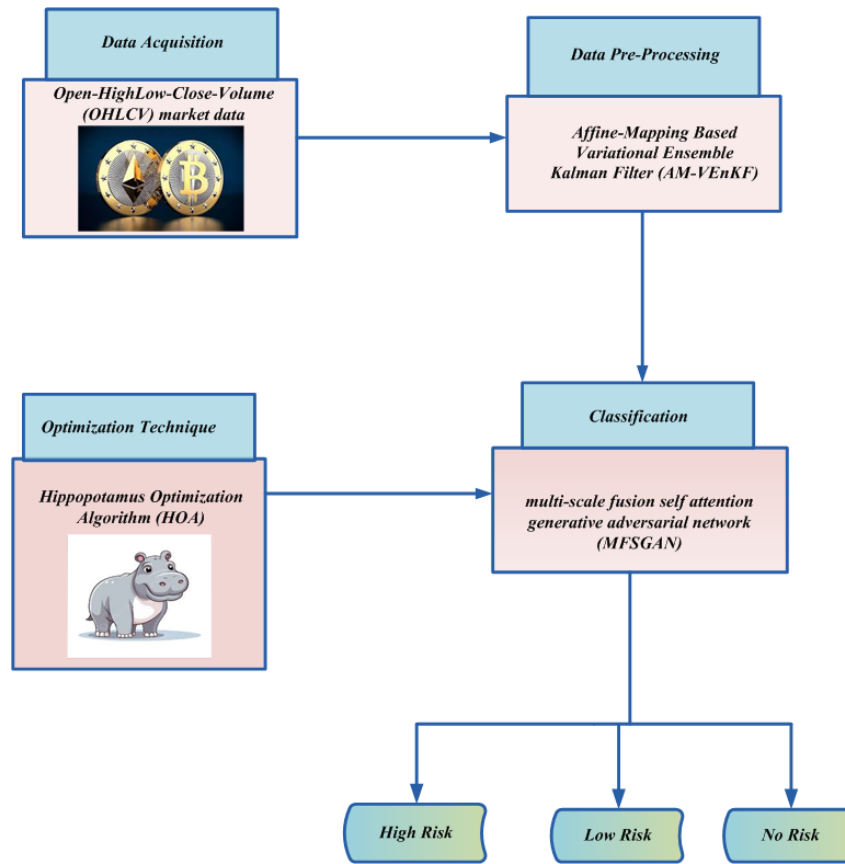 Data Acquisition
Open-HighLow-Close-Volume
(OHLCV) market data
Data Pre-Processing
Affine-Mapping Based
Variational Ensemble
Kalman Filter (AM-VEnKF)
Optimization Technique
Hippopotamus Optimization
Algorithm (HOA)
Classification
multi-scale fusion self attention
generative adversarial network
(MFSGAN)
High Risk
Low Risk
No Risk